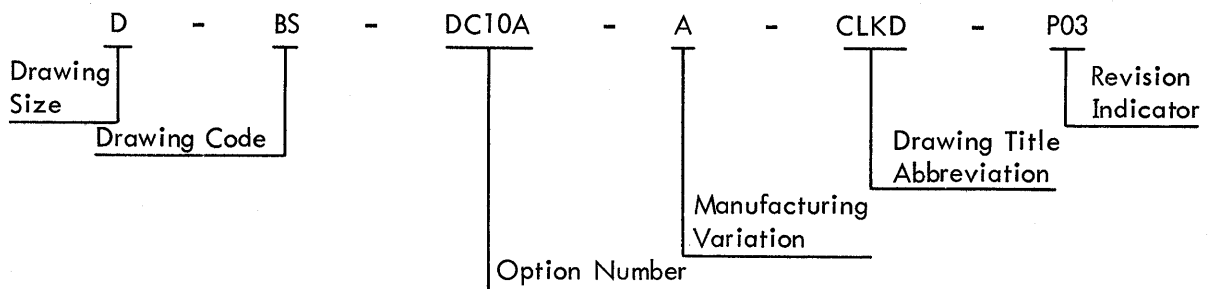 D - BS - DC10A - A - CLKD - P03
Drawing
Size
Drawing Code
Revision
Indicator
Drawing Title
Abbreviation
Manufacturing
Variation
Option Number